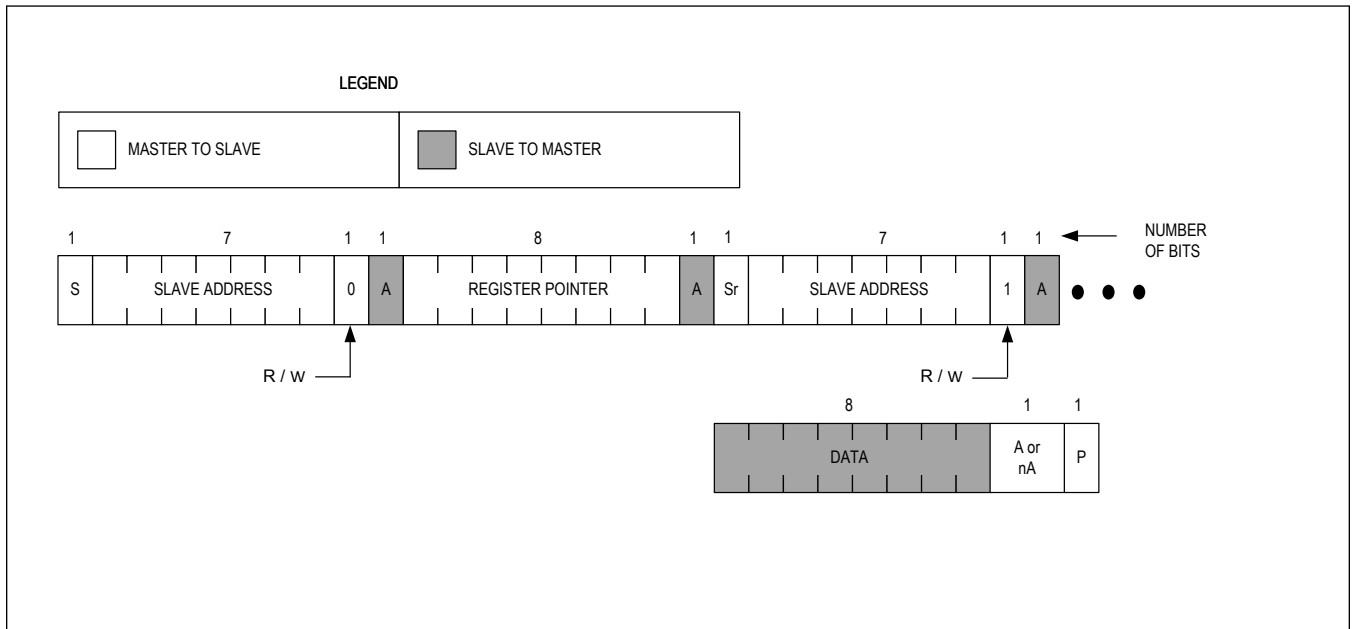 LEGEND
MASTER TO SLAVE SLAVE TO MASTER
1 7 1 1 8 1 1 7 1 1 NUMBER
OF BITS
S SLAVE ADDRESS 0 A REGISTER POINTER A Sr SLAVE ADDRESS 1 A
R / W R / W
8 1 1
DATA A or
nA P